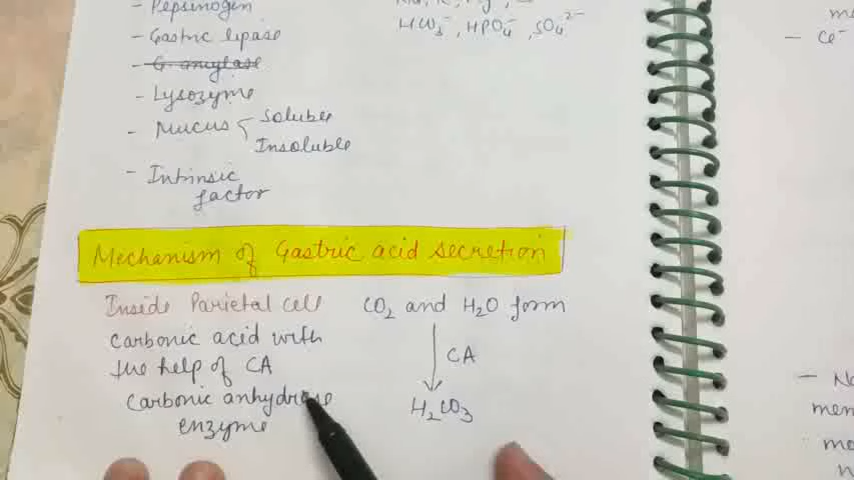 - Pepsinogen
- Gastric lipase
- G. amylase
- Lysozyme
- Mucus < Soluble
Insoluble
- Intrinsic
factor
HCO3⁻, HPO4⁻, SO4²⁻
Mechanism of Gastric acid secretion
Inside Parietal cell CO2 and H2O form
carbonic acid with
the help of CA
carbonic anhydrase
enzyme
CA
H2CO3
- Ce⁻